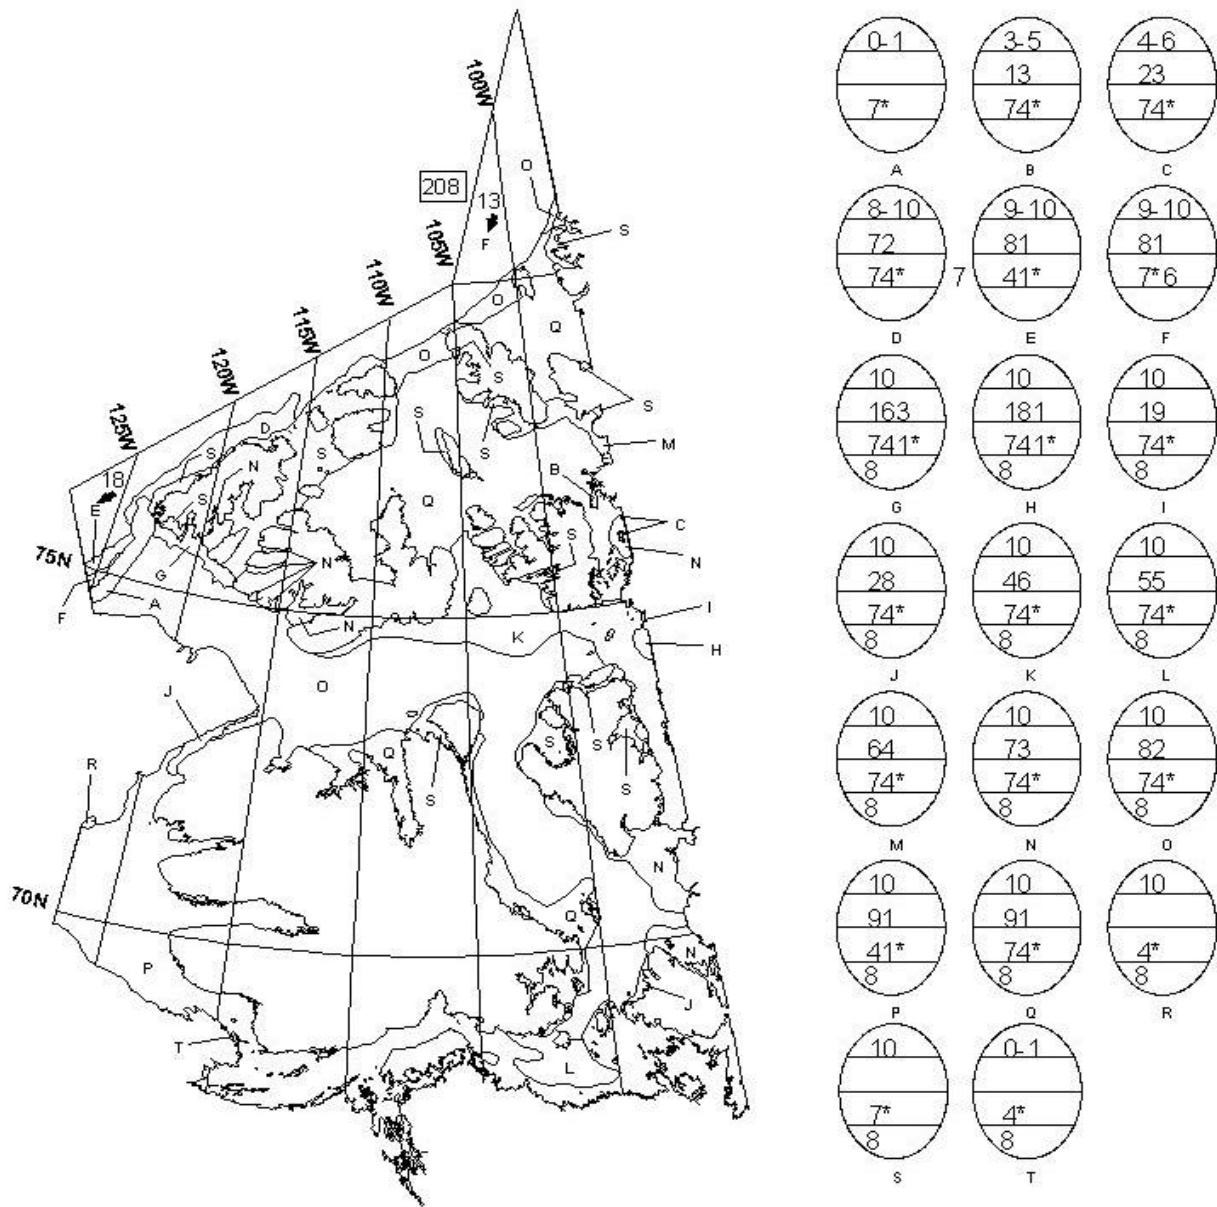 100W
O
208
13
105W
F
S
110W
O
115W
O
Q
120W
S
S
S
125W
D
S
N
S
M
18
S
S
B
E
S
Q
S
C
75N
G
N
N
A
F
I
N
K
H
J
O
R
Q
S
S
S
S
N
70N
Q
P
N
J
T
L
0-1
7*
A
3-5
13
74*
B
4-6
23
74*
C
8-10
72
74*
D
7
9-10
81
41*
E
9-10
81
7*6
F
10
163
741*
8
G
10
181
741*
8
H
10
19
74*
8
I
10
28
74*
8
J
10
46
74*
8
K
10
55
74*
8
L
10
64
74*
8
M
10
73
74*
8
N
10
82
74*
8
O
10
91
41*
8
P
10
91
74*
8
Q
10
4*
8
R
10
7*
8
S
0-1
4*
8
T